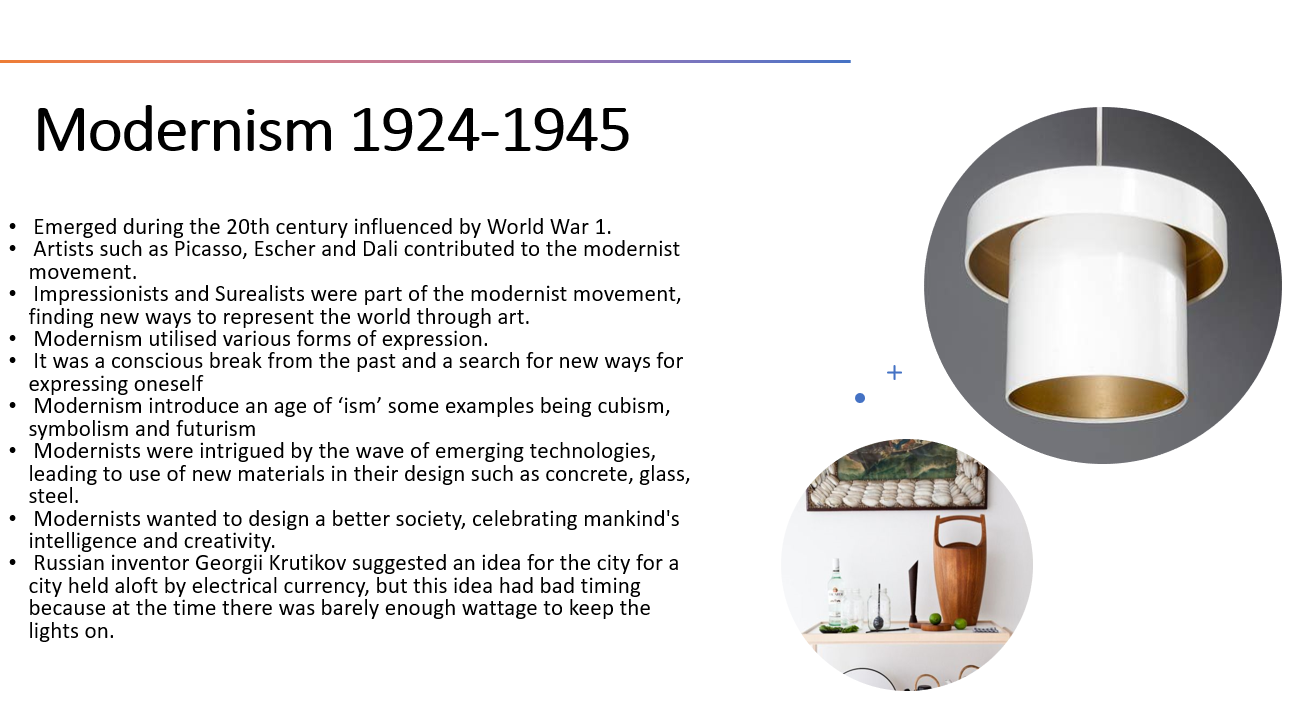 Modernism 1924-1945
• Emerged during the 20th century influenced by World War 1.
• Artists such as Picasso, Escher and Dali contributed to the modernist
movement.
• Impressionists and Surealists were part of the modernist movement,
finding new ways to represent the world through art.
• Modernism utilised various forms of expression.
• It was a conscious break from the past and a search for new ways for
expressing oneself
• Modernism introduce an age of ‘ism’ some examples being cubism,
symbolism and futurism
• Modernists were intrigued by the wave of emerging technologies,
leading to use of new materials in their design such as concrete, glass,
steel.
• Modernists wanted to design a better society, celebrating mankind's
intelligence and creativity.
• Russian inventor Georgii Krutikov suggested an idea for the city for a
city held aloft by electrical currency, but this idea had bad timing
because at the time there was barely enough wattage to keep the
lights on.